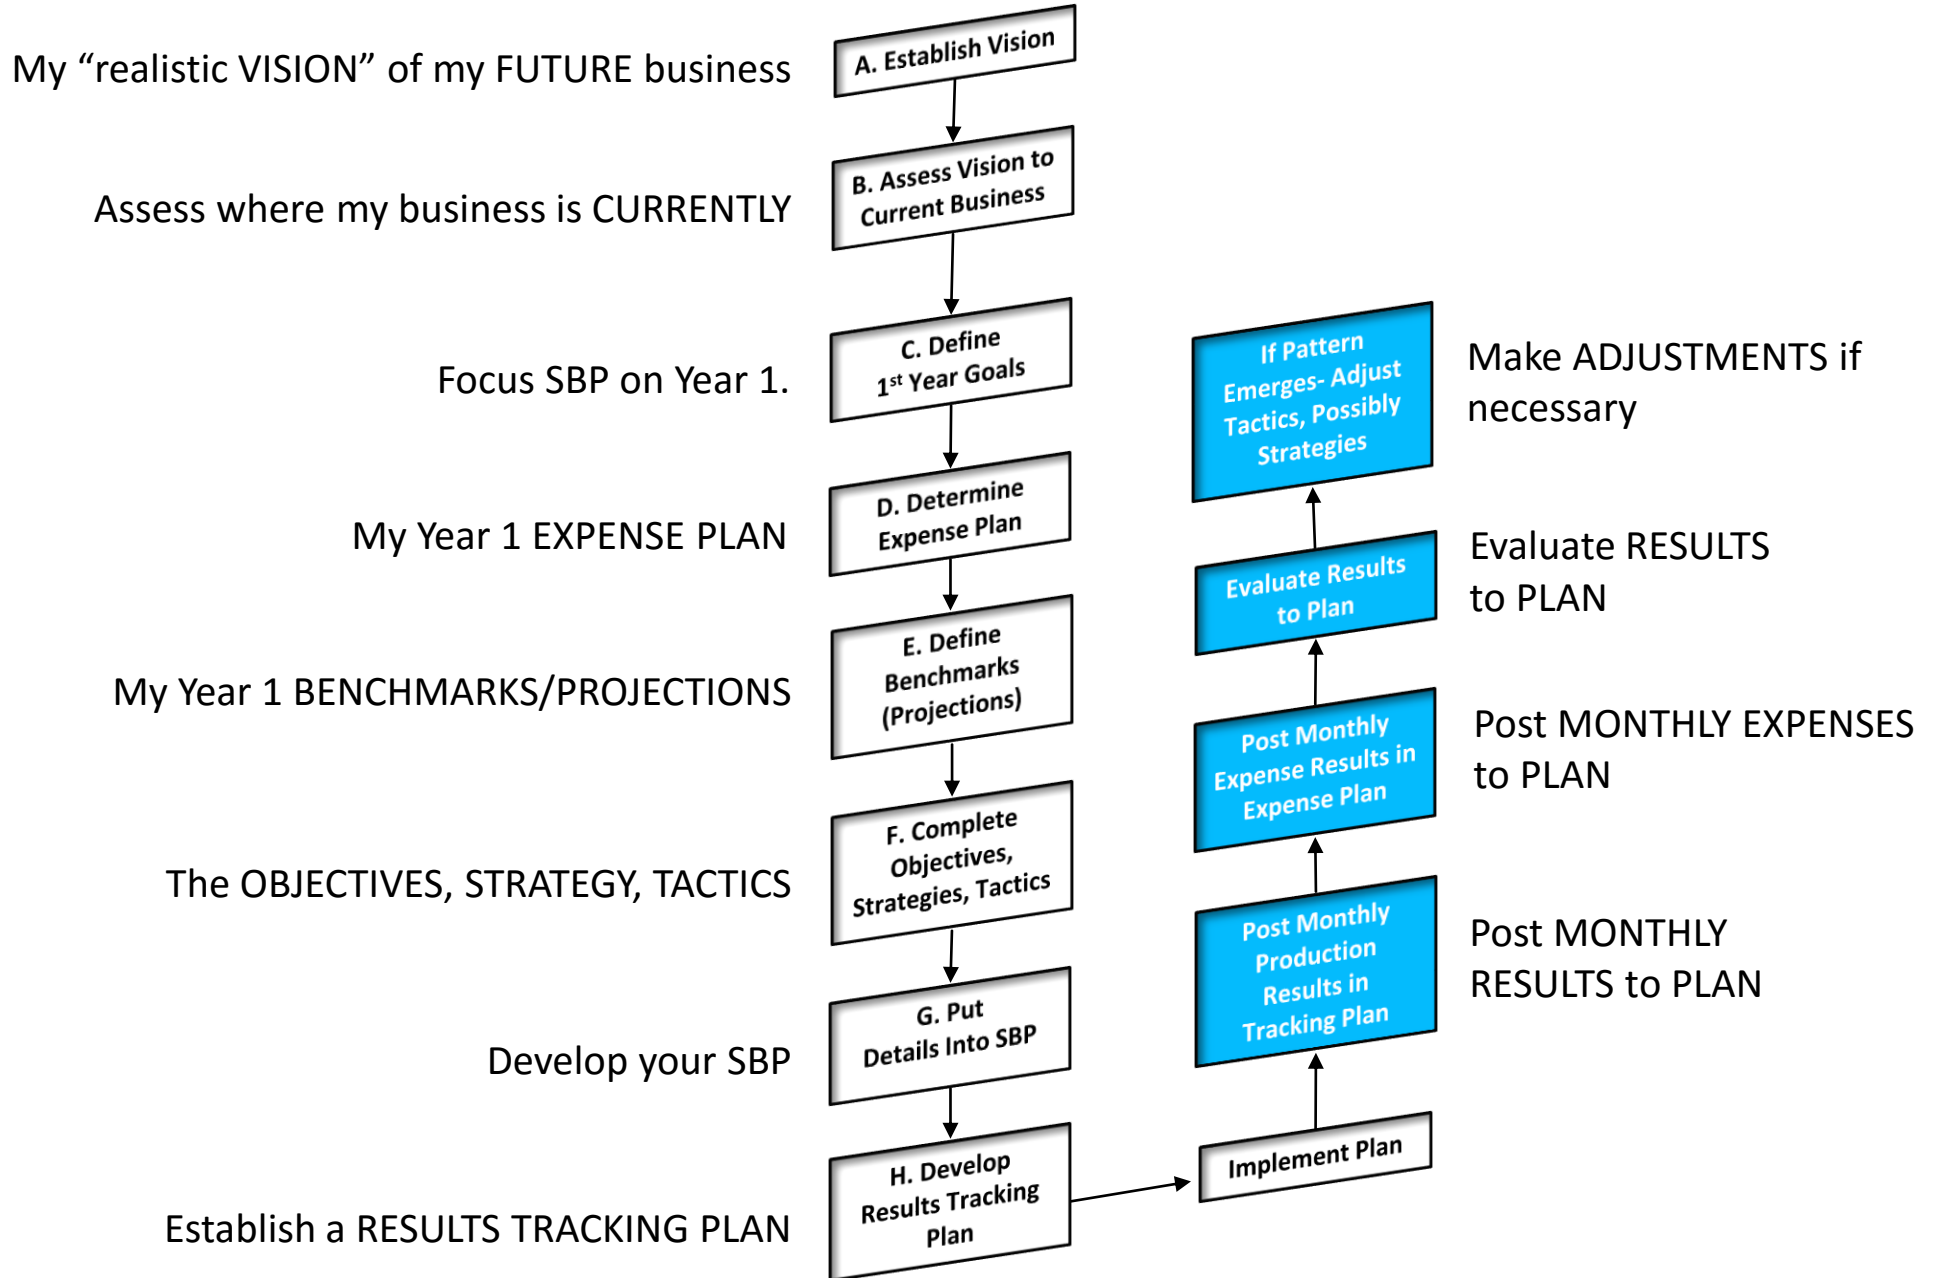 My “realistic VISION” of my FUTURE business
A. Establish Vision
Assess where my business is CURRENTLY
B. Assess Vision to
Current Business
Focus SBP on Year 1.
C. Define
1st Year Goals
My Year 1 EXPENSE PLAN
D. Determine
Expense Plan
My Year 1 BENCHMARKS/PROJECTIONS
E. Define
Benchmarks
(Projections)
The OBJECTIVES, STRATEGY, TACTICS
F. Complete
Objectives,
Strategies, Tactics
Develop your SBP
G. Put
Details Into SBP
Establish a RESULTS TRACKING PLAN
H. Develop
Results Tracking
Plan
Implement Plan
Post Monthly
Production
Results in
Tracking Plan
Post MONTHLY
RESULTS to PLAN
Post Monthly
Expense Results in
Expense Plan
Post MONTHLY EXPENSES
to PLAN
Evaluate Results
to Plan
Evaluate RESULTS
to PLAN
If Pattern
Emerges- Adjust
Tactics, Possibly
Strategies
Make ADJUSTMENTS if
necessary